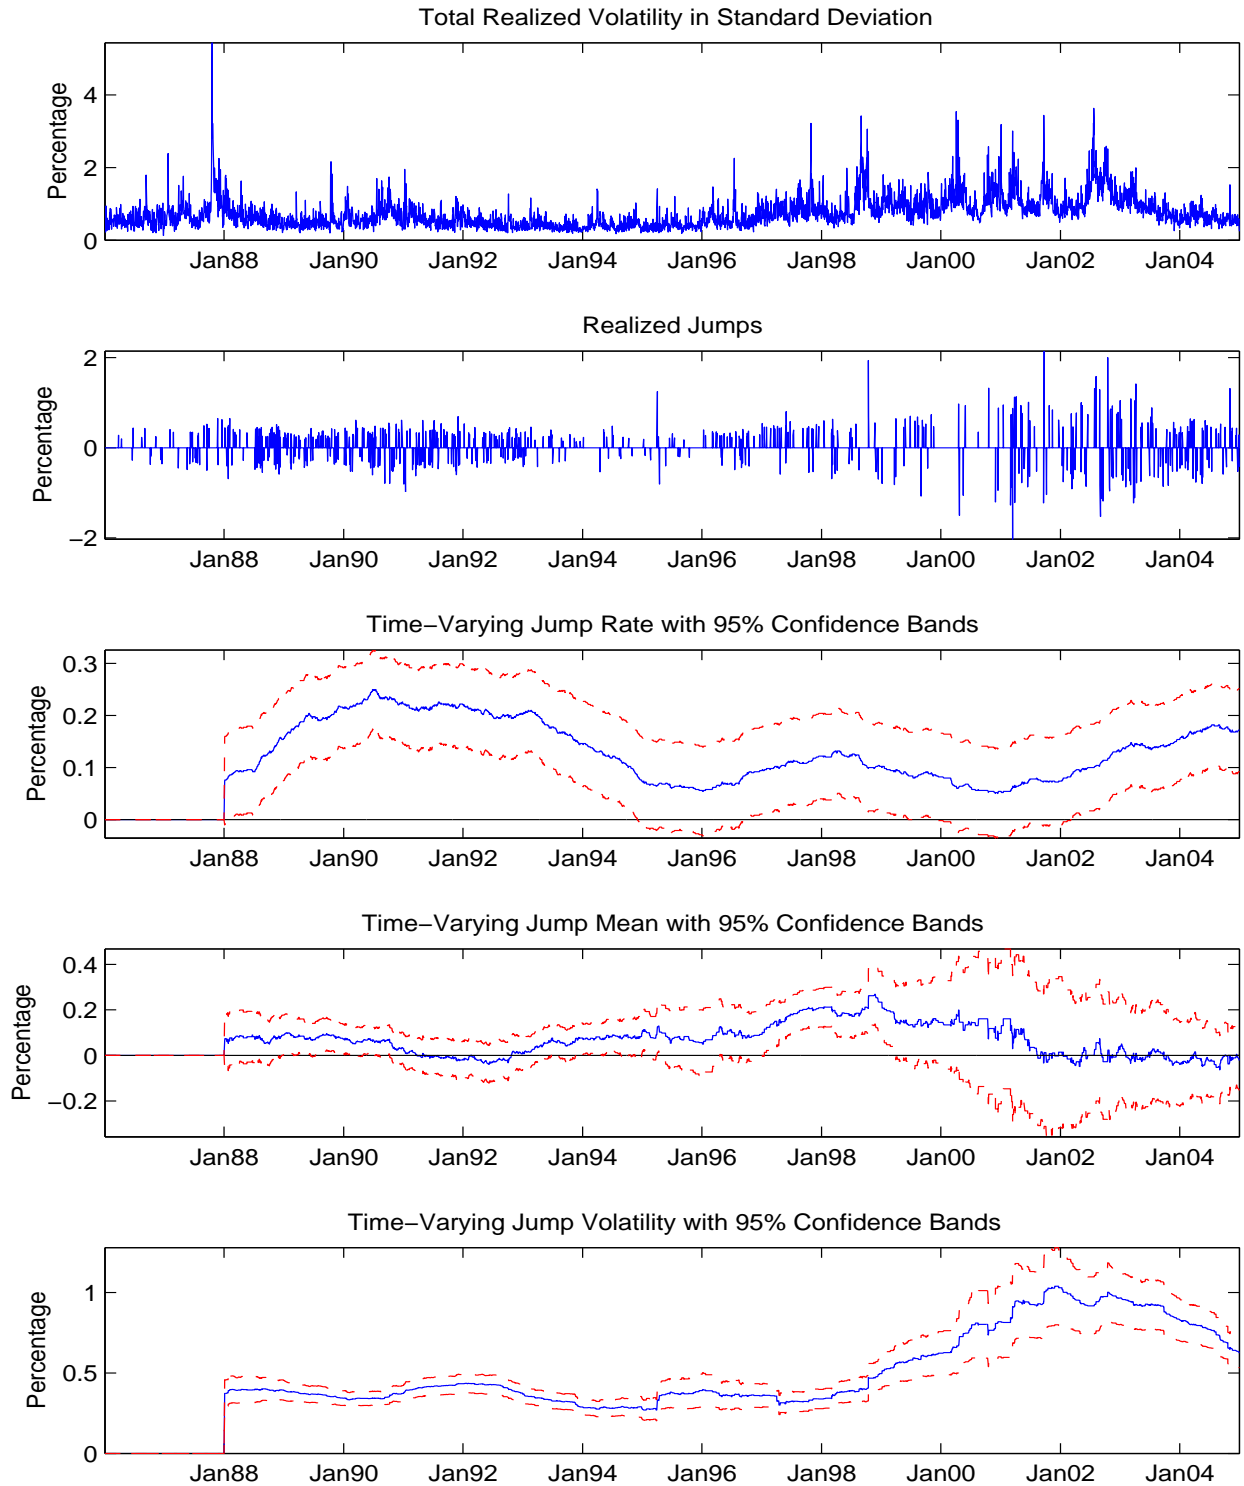 Total Realized Volatility in Standard Deviation
Percentage
4
2
0
Jan88 Jan90 Jan92 Jan94 Jan96 Jan98 Jan00 Jan02 Jan04
Realized Jumps
Percentage
2
0
−2
Jan88 Jan90 Jan92 Jan94 Jan96 Jan98 Jan00 Jan02 Jan04
Time−Varying Jump Rate with 95% Confidence Bands
Percentage
0.3
0.2
0.1
0
Jan88 Jan90 Jan92 Jan94 Jan96 Jan98 Jan00 Jan02 Jan04
Time−Varying Jump Mean with 95% Confidence Bands
Percentage
0.4
0.2
0
−0.2
Jan88 Jan90 Jan92 Jan94 Jan96 Jan98 Jan00 Jan02 Jan04
Time−Varying Jump Volatility with 95% Confidence Bands
Percentage
1
0.5
0
Jan88 Jan90 Jan92 Jan94 Jan96 Jan98 Jan00 Jan02 Jan04